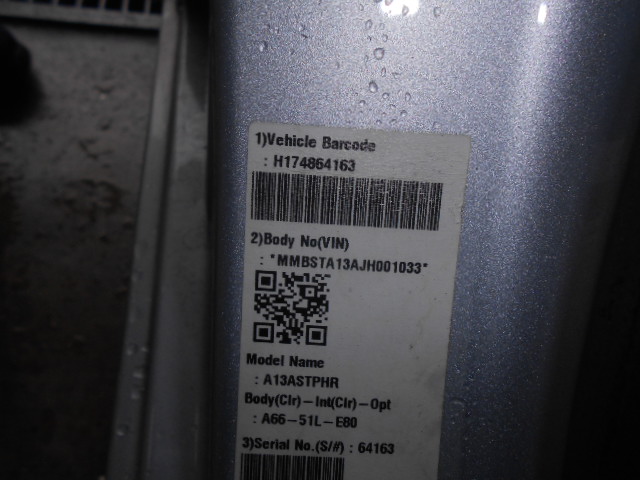 1)Vehicle Barcode
: H174864163
2)Body No(VIN)
: *MMBSTA13AJH001033*
Model Name
: A13ASTPHR
Body(Clr)-Int(Clr)-Opt
: A66-51L-E80
3)Serial No.(S/#) : 64163